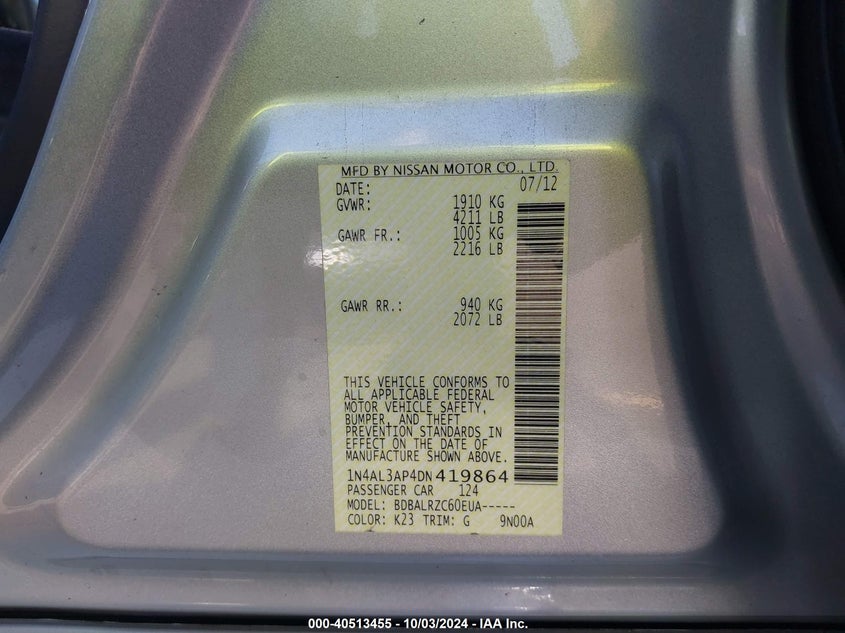 MFD BY NISSAN MOTOR CO., LTD.
DATE: 07/12
GVWR: 1910 KG
4211 LB
GAWR FR.: 1005 KG
2216 LB
GAWR RR.: 940 KG
2072 LB
THIS VEHICLE CONFORMS TO
ALL APPLICABLE FEDERAL
MOTOR VEHICLE SAFETY,
BUMPER, AND THEFT
PREVENTION STANDARDS IN
EFFECT ON THE DATE OF
MANUFACTURE SHOWN ABOVE.
1N4AL3AP4DN419864
PASSENGER CAR 124
MODEL: BDBALRZC60EUA-----
COLOR: K23 TRIM: G 9N00A
000-40513455 - 10/03/2024 - IAA Inc.